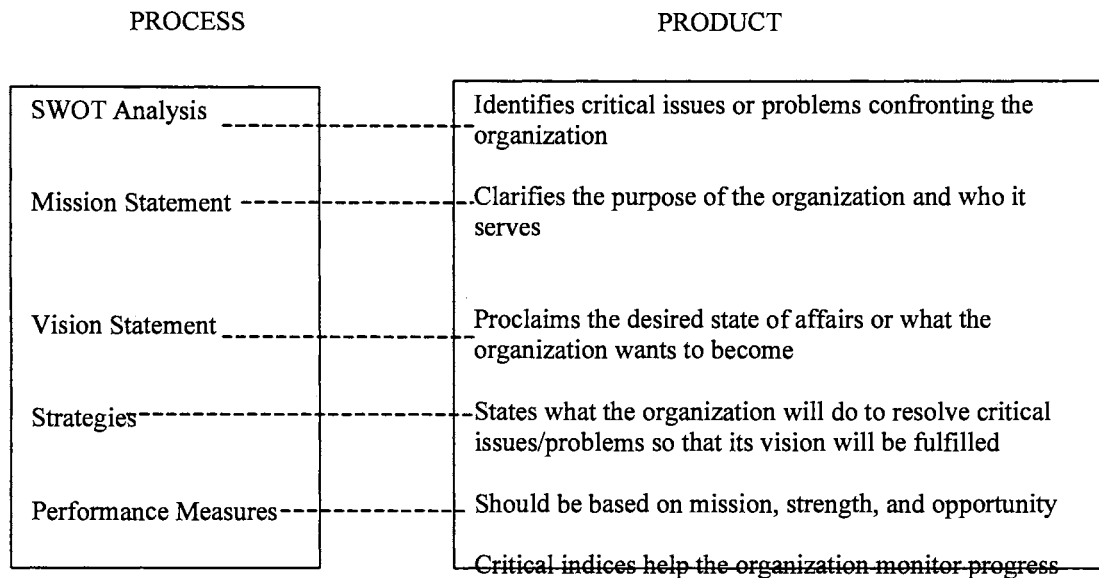 PROCESS PRODUCT
SWOT Analysis
Identifies critical issues or problems confronting the
organization
Mission Statement
Clarifies the purpose of the organization and who it
serves
Vision Statement
Proclaims the desired state of affairs or what the
organization wants to become
Strategies
States what the organization will do to resolve critical
issues/problems so that its vision will be fulfilled
Performance Measures
Should be based on mission, strength, and opportunity
Critical indices help the organization monitor progress